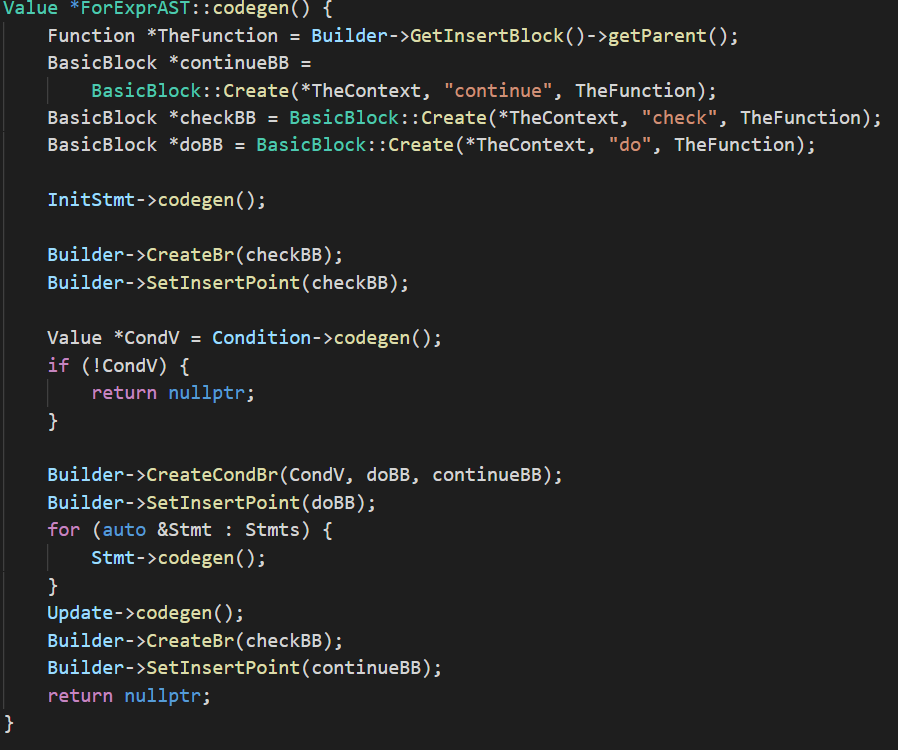 Value *ForExprAST::codegen() {
    Function *TheFunction = Builder->GetInsertBlock()->getParent();
    BasicBlock *continueBB =
        BasicBlock::Create(*TheContext, "continue", TheFunction);
    BasicBlock *checkBB = BasicBlock::Create(*TheContext, "check", TheFunction);
    BasicBlock *doBB = BasicBlock::Create(*TheContext, "do", TheFunction);

    InitStmt->codegen();

    Builder->CreateBr(checkBB);
    Builder->SetInsertPoint(checkBB);

    Value *CondV = Condition->codegen();
    if (!CondV) {
        return nullptr;
    }

    Builder->CreateCondBr(CondV, doBB, continueBB);
    Builder->SetInsertPoint(doBB);
    for (auto &Stmt : Stmts) {
        Stmt->codegen();
    }
    Update->codegen();
    Builder->CreateBr(checkBB);
    Builder->SetInsertPoint(continueBB);
    return nullptr;
}